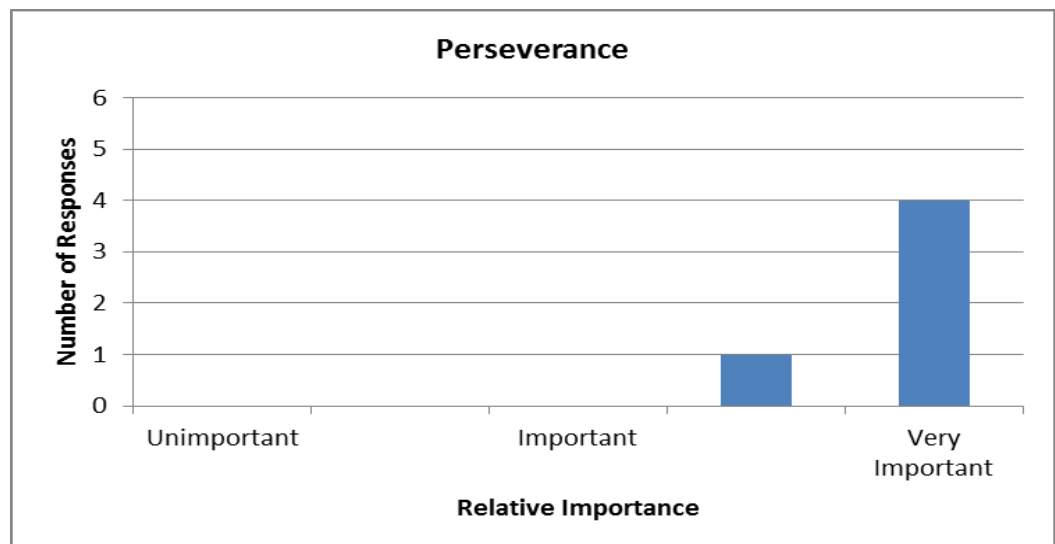 Perseverance
6
5
4
3
2
1
0
Number of Responses
Unimportant
Important
Very
Important
Relative Importance